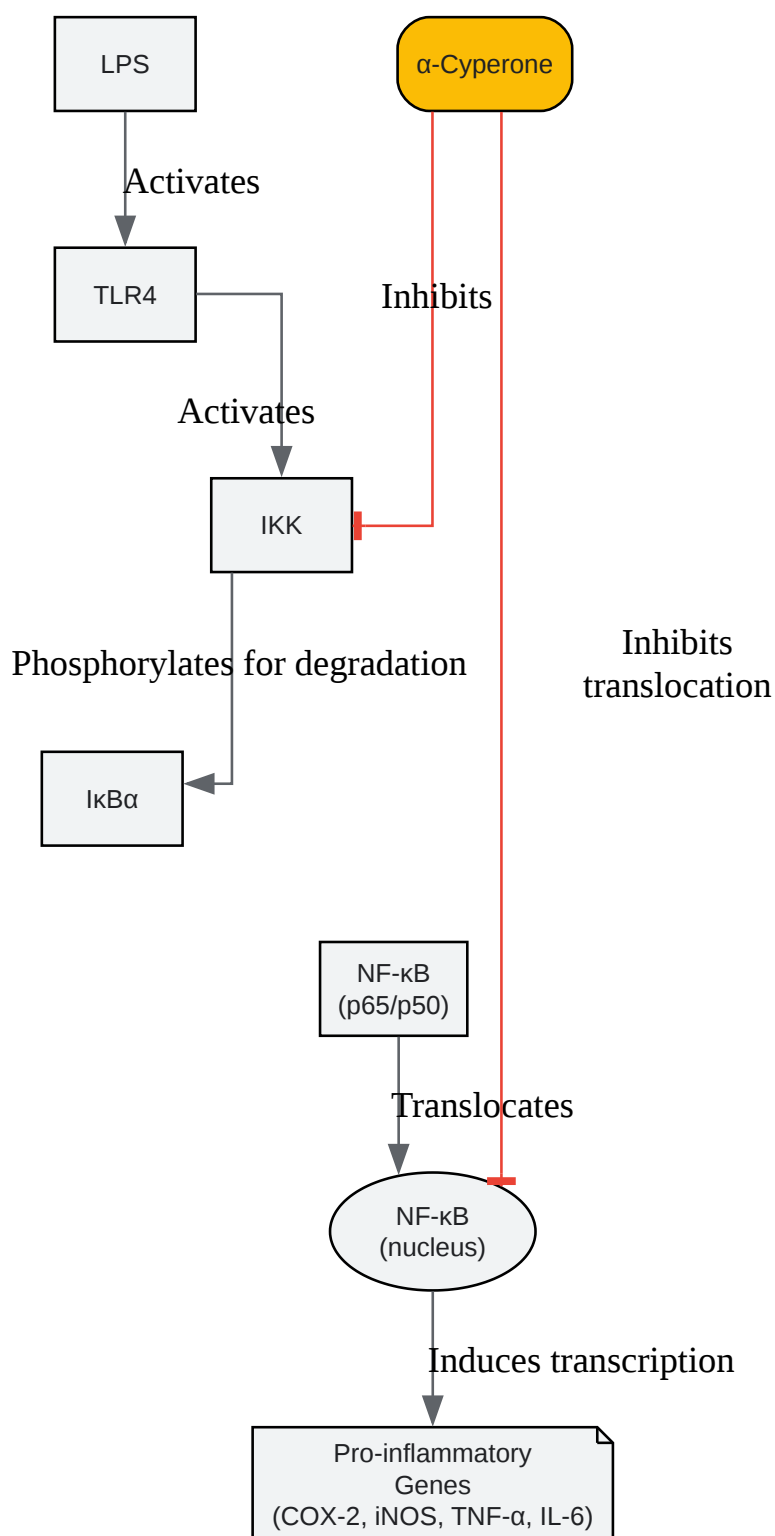 LPS
α-Cyperone
Activates
TLR4
Inhibits
Activates
IKK
Inhibits
translocation
Phosphorylates for degradation
IκBα
NF-κB
(p65/p50)
Translocates
NF-κB
(nucleus)
Induces transcription
Pro-inflammatory
Genes
(COX-2, iNOS, TNF-α, IL-6)